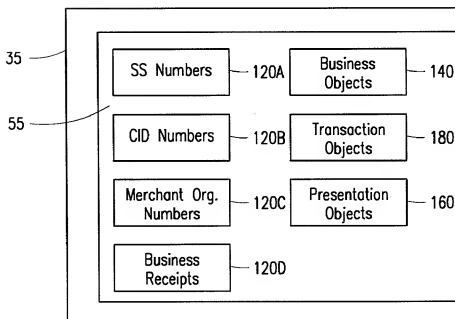 35
55
SS Numbers
120A
Business
Objects
140
CID Numbers
120B
Transaction
Objects
180
Merchant Org.
Numbers
120C
Presentation
Objects
160
Business
Receipts
120D